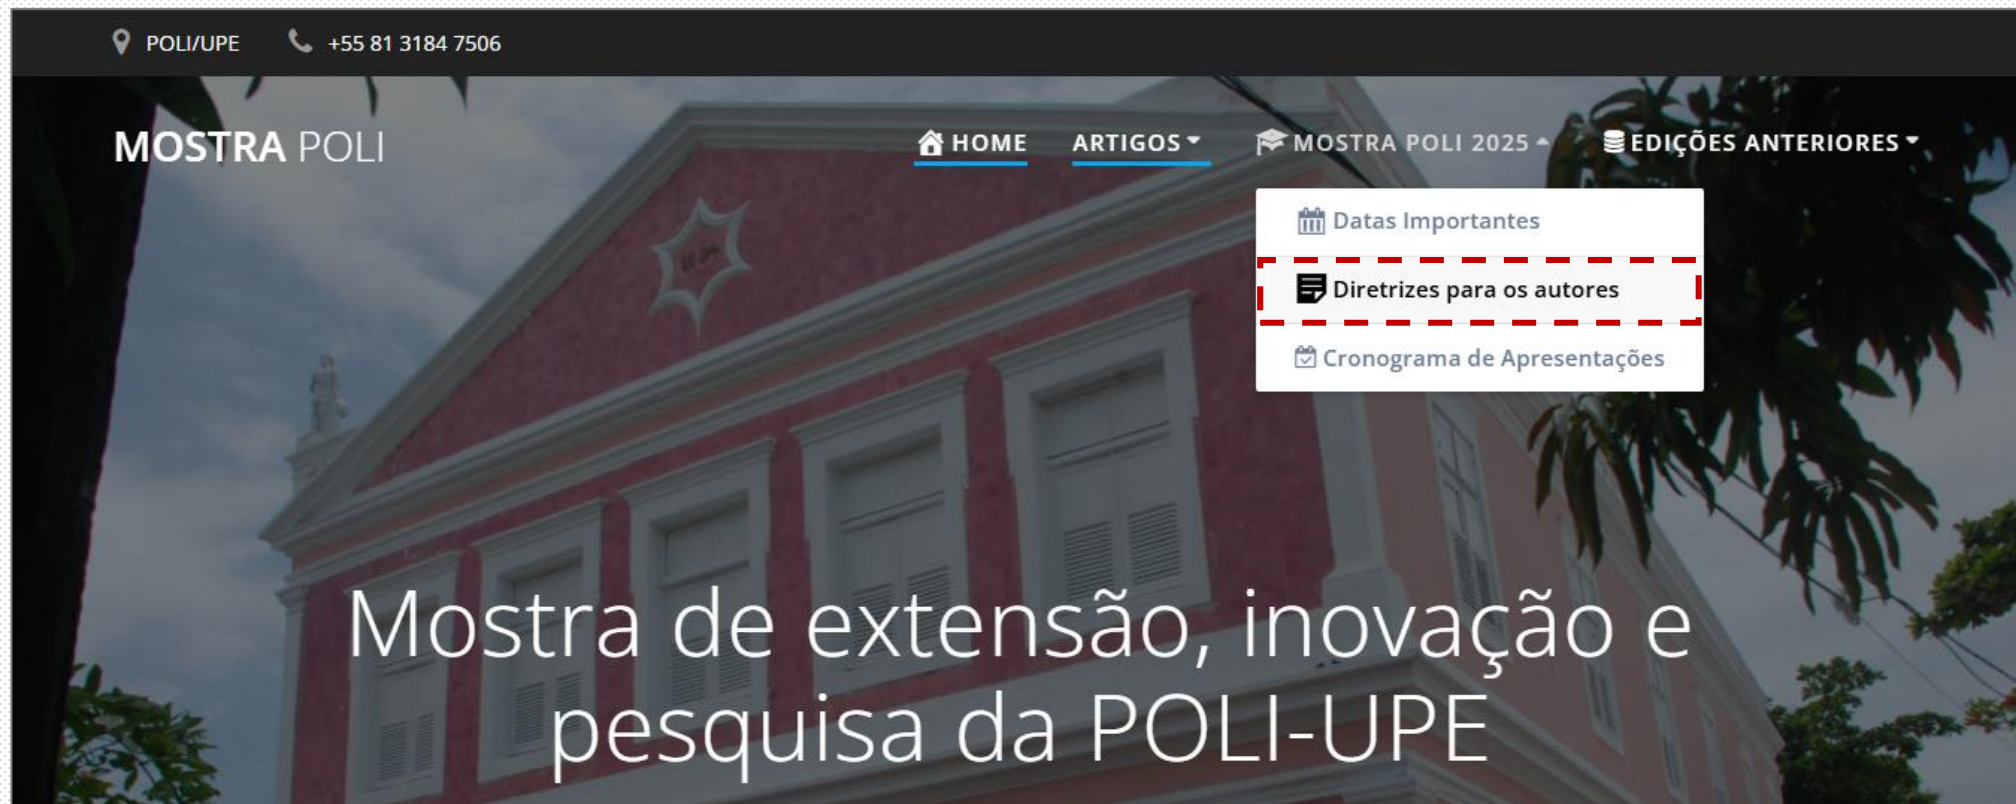 POLI/UPE +55 81 3184 7506
MOSTRA POLI HOME ARTIGOS MOSTRA POLI 2025 EDIÇÕES ANTERIORES
Datas Importantes
Diretrizes para os autores
Cronograma de Apresentações
Mostra de extensão, inovação e
pesquisa da POLI-UPE